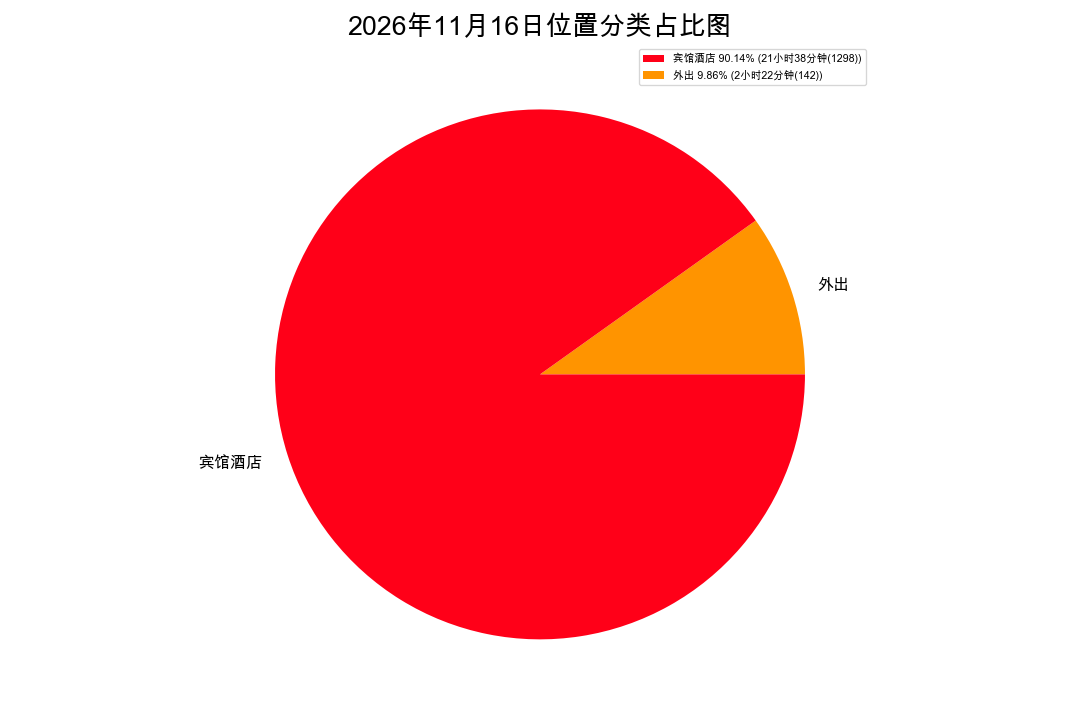 2026年11月16日位置分类占比图
宾馆酒店 90.14% (21小时38分钟(1298))
外出 9.86% (2小时22分钟(142))
外出
宾馆酒店